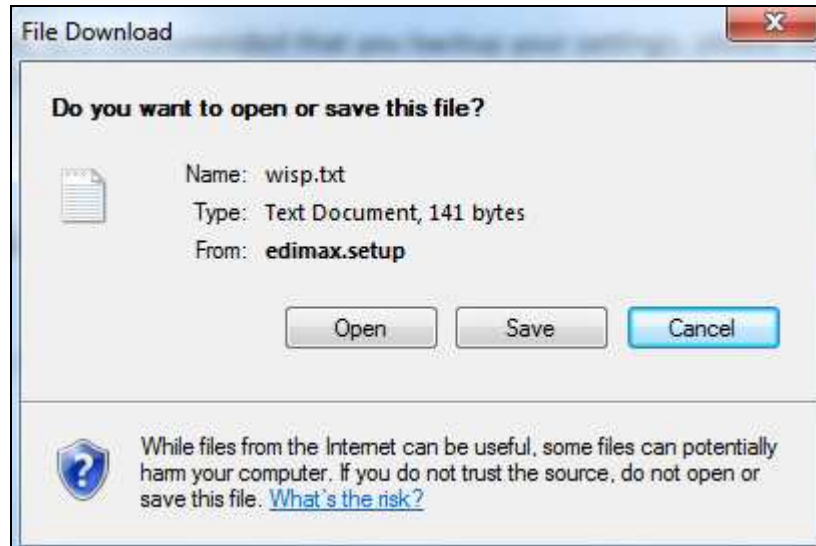 File Download
Do you want to open or save this file?
Name: wisp.txt
Type: Text Document, 141 bytes
From: edimax.setup
Open Save Cancel
While files from the Internet can be useful, some files can potentially
harm your computer. If you do not trust the source, do not open or
save this file. What`s the risk?